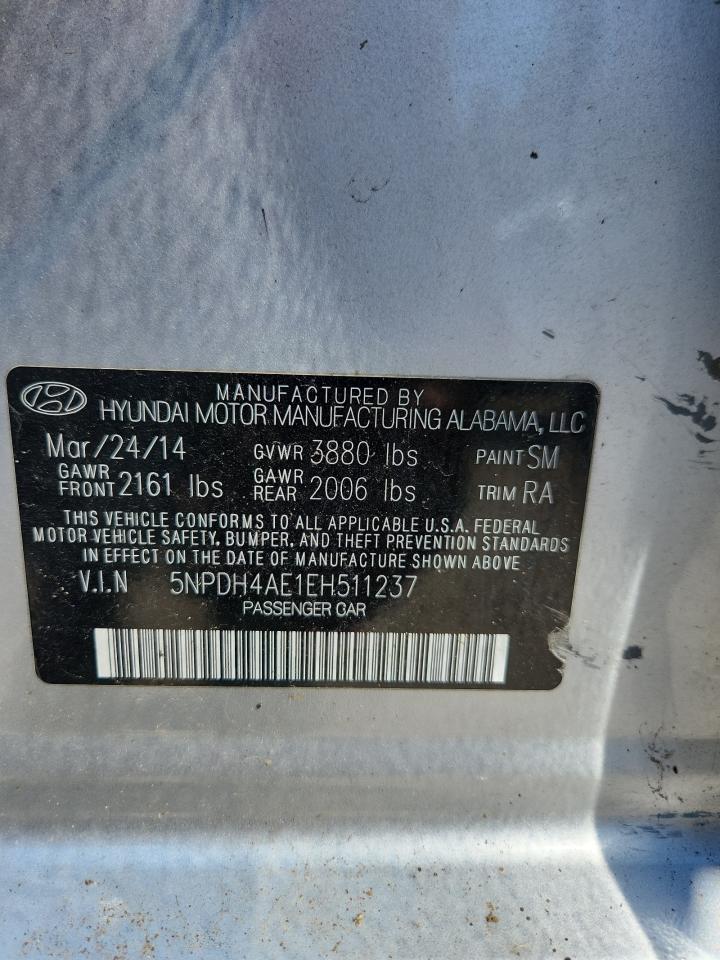 MANUFACTURED BY
HYUNDAI MOTOR MANUFACTURING ALABAMA, LLC
Mar/24/14 GVWR 3880 lbs PAINT SM
GAWR FRONT 2161 lbs GAWR REAR 2006 lbs TRIM RA
THIS VEHICLE CONFORMS TO ALL APPLICABLE U.S.A. FEDERAL
MOTOR VEHICLE SAFETY, BUMPER, AND THEFT PREVENTION STANDARDS
IN EFFECT ON THE DATE OF MANUFACTURE SHOWN ABOVE
V.I.N 5NPDH4AE1EH511237
PASSENGER CAR